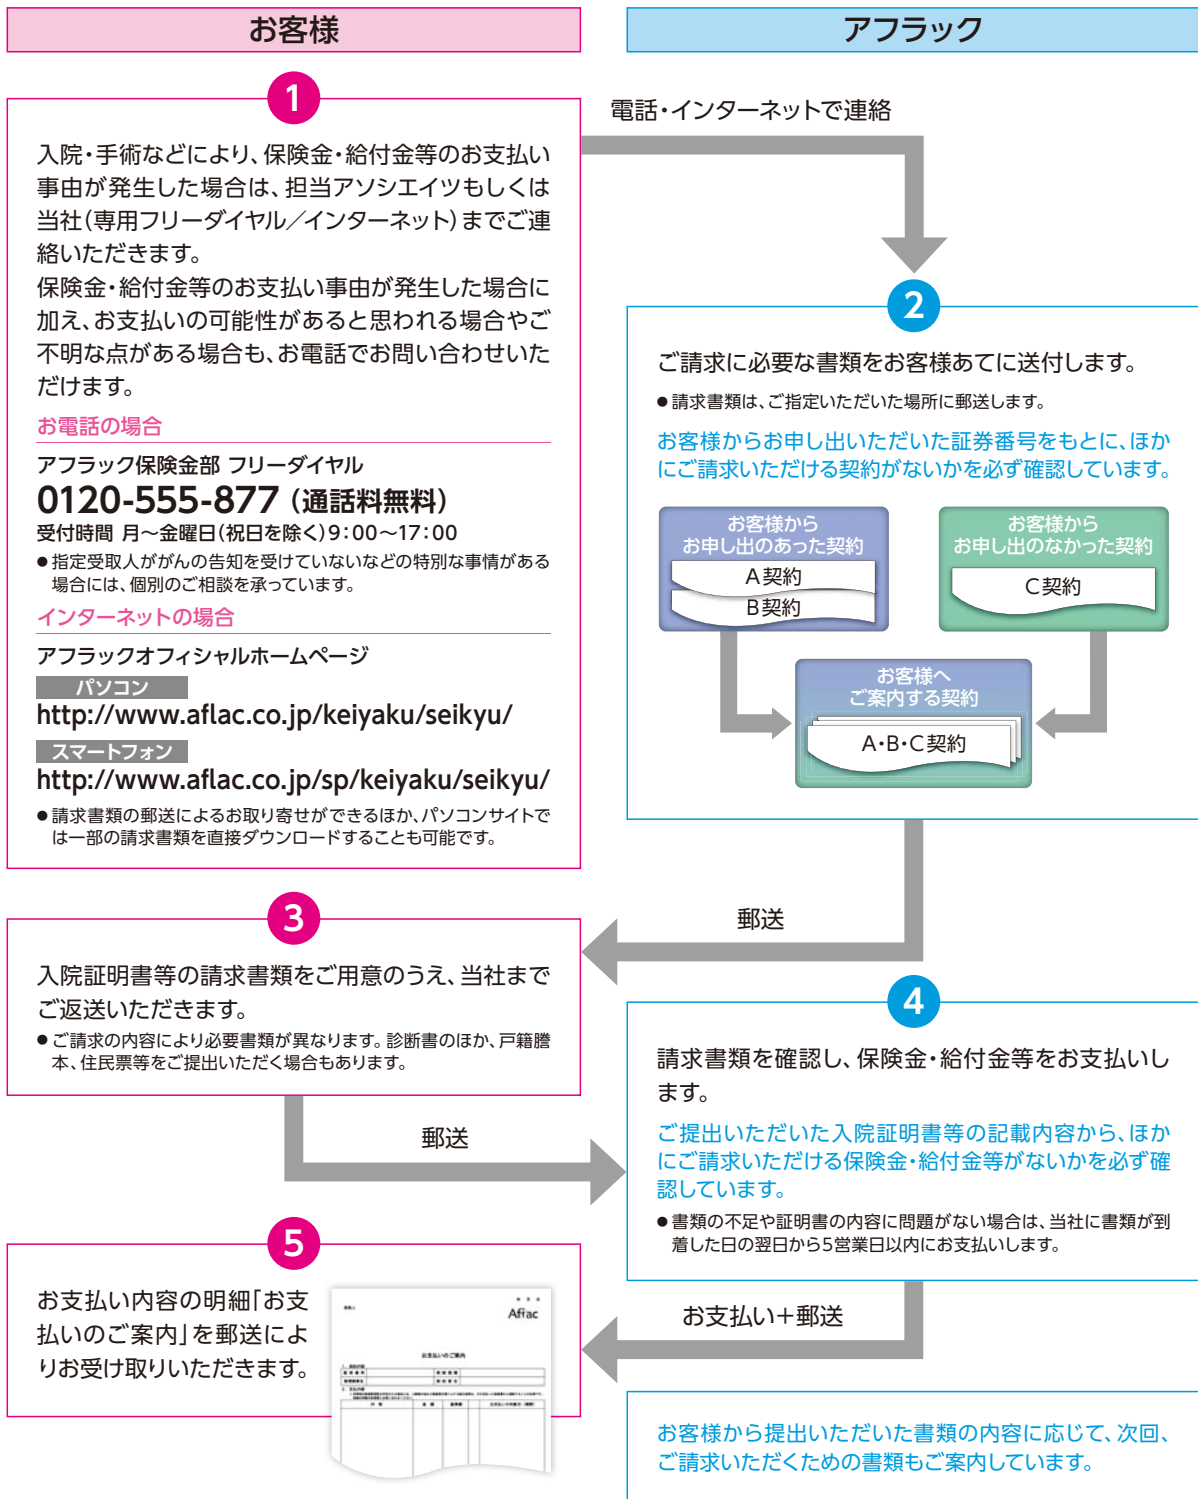 お客様
アフラック
1
入院・手術などにより、保険金・給付金等のお支払い
事由が発生した場合は、担当アソシエイツもしくは
当社(専用フリーダイヤル／インターネット)までご連
絡いただきます。
保険金・給付金等のお支払い事由が発生した場合に
加え、お支払いの可能性があると思われる場合やご
不明な点がある場合も、お電話でお問い合わせいた
だけます。
お電話の場合
アフラック保険金部 フリーダイヤル
0120-555-877(通話料無料)
受付時間 月～金曜日(祝日を除く)9：00～17：00
●指定受取人ががんの告知を受けていないなどの特別な事情がある
場合には、個別のご相談を承っています。
インターネットの場合
アフラックオフィシャルホームページ
パソコン
http://www.aflac.co.jp/keiyaku/seikyu/
スマートフォン
http://www.aflac.co.jp/sp/keiyaku/seikyu/
●請求書類の郵送によるお取り寄せができるほか、パソコンサイトで
は一部の請求書類を直接ダウンロードすることも可能です。
電話・インターネットで連絡
2
ご請求に必要な書類をお客様あてに送付します。
●請求書類は、ご指定いただいた場所に郵送します。
お客様からお申し出いただいた証券番号をもとに、ほか
にご請求いただける契約がないかを必ず確認しています。
お客様から
お申し出のあった契約
A契約
B契約
お客様から
お申し出のなかった契約
C契約
お客様へ
ご案内する契約
A・B・C契約
郵送
3
入院証明書等の請求書類をご用意のうえ、当社まで
ご返送いただきます。
●ご請求の内容により必要書類が異なります。診断書のほか、戸籍謄
本、住民票等をご提出いただく場合もあります。
郵送
4
請求書類を確認し、保険金・給付金等をお支払いし
ます。
ご提出いただいた入院証明書等の記載内容から、ほか
にご請求いただける保険金・給付金等がないかを必ず確
認しています。
●書類の不足や証明書の内容に問題がない場合は、当社に書類が到
着した日の翌日から5営業日以内にお支払いします。
お支払い＋郵送
5
お支払い内容の明細「お支
払いのご案内」を郵送によ
りお受け取りいただきます。
Aflac
お支払いのご案内
お客様から提出いただいた書類の内容に応じて、次回、
ご請求いただくための書類もご案内しています。